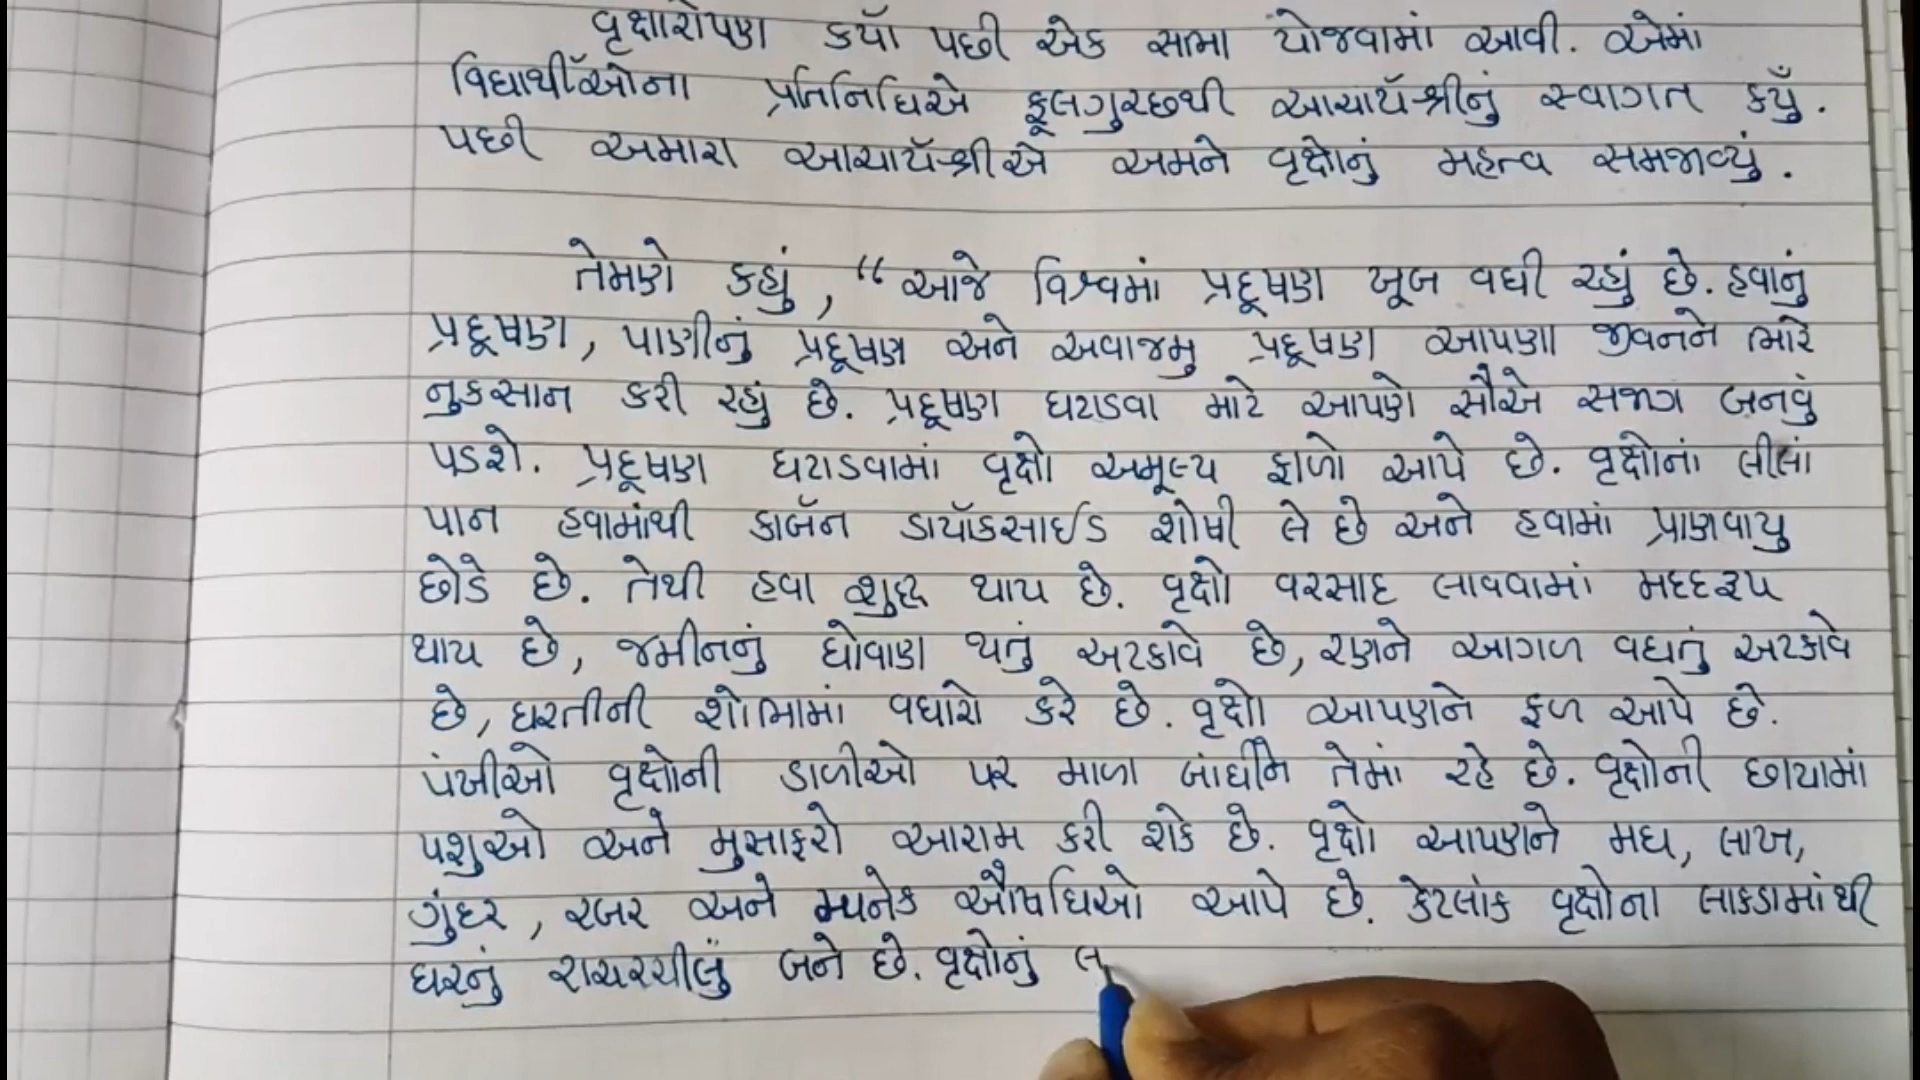 વૃક્ષારોપણ કર્યા પછી એક સભા યોજવામાં આવી. એમાં
વિદ્યાર્થીઓના પ્રતિનિધિએ ફૂલગુચ્છથી આચાર્યશ્રીનું સ્વાગત કર્યું.
પછી અમારા આચાર્યશ્રીએ અમને વૃક્ષોનું મહત્વ સમજાવ્યું.
તેમણે કહ્યું, “આજે વિશ્વમાં પ્રદૂષણ ખૂબ વધી રહ્યું છે. હવાનું
પ્રદૂષણ, પાણીનું પ્રદૂષણ અને અવાજમુ પ્રદૂષણ આપણા જીવનને ભારે
નુકસાન કરી રહ્યું છે. પ્રદૂષણ ઘટાડવા માટે આપણે સૌએ સજાગ બનવું
પડશે. પ્રદૂષણ ઘટાડવામાં વૃક્ષો અમૂલ્ય ફાળો આપે છે. વૃક્ષોનાં લીલાં
પાન હવામાંથી કાર્બન ડાયૉકસાઈડ શોષી લે છે અને હવામાં પ્રાણવાયુ
છોડે છે. તેથી હવા શુદ્ધ થાય છે. વૃક્ષો વરસાદ લાવવામાં મદદરૂપ
થાય છે, જમીનનું ધોવાણ થતું અટકાવે છે, રણને આગળ વધતું અટકાવે
છે, ધરતીની શોભામાં વધારો કરે છે. વૃક્ષો આપણને ફળ આપે છે.
પંખીઓ વૃક્ષોની ડાળીઓ પર માળા બાંધીને તેમાં રહે છે. વૃક્ષોની છાયામાં
પશુઓ અને મુસાફરો આરામ કરી શકે છે. વૃક્ષો આપણને મધ, લાખ,
ગુંદર, રબર અને અનેક ઔષધિઓ આપે છે. કેટલાંક વૃક્ષોના લાકડામાંથી
ઘરનું રાચરચીલું બને છે. વૃક્ષોનું લ